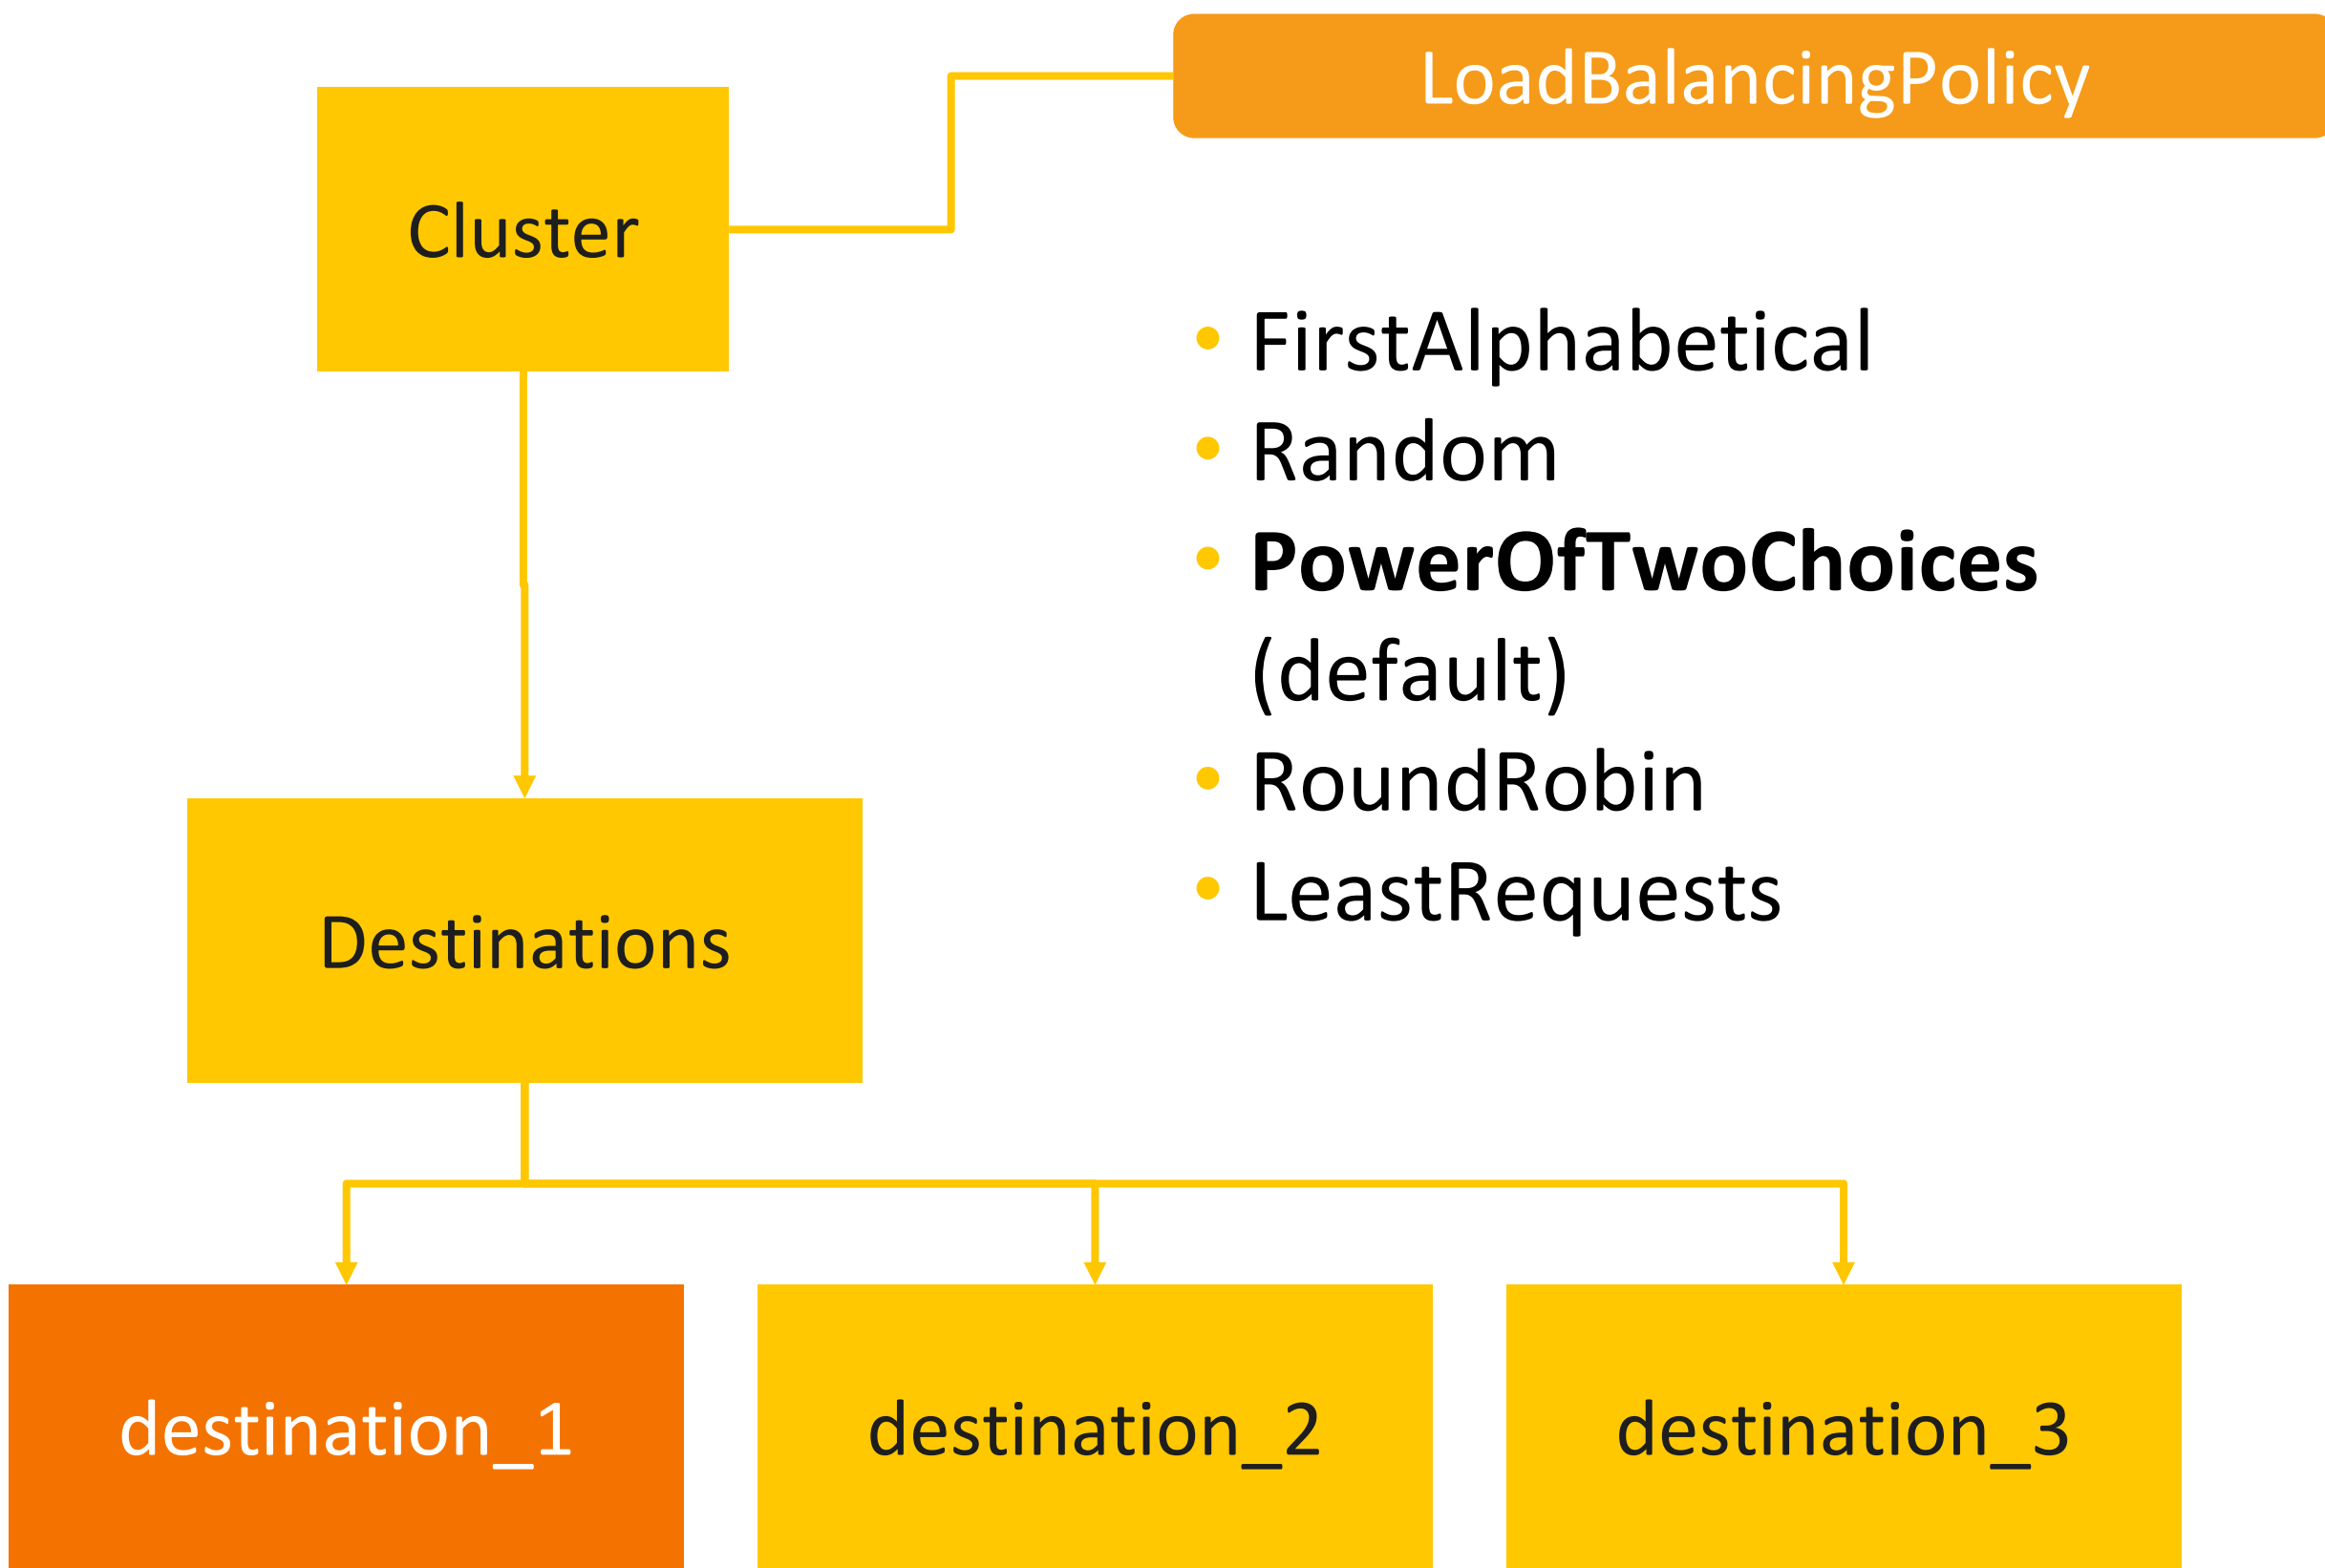 LoadBalancingPolicy
Cluster
• FirstAlphabetical
• Random
• PowerOfTwoChoices
(default)
• RoundRobin
• LeastRequests
Destinations
destination_1
destination_2
destination_3